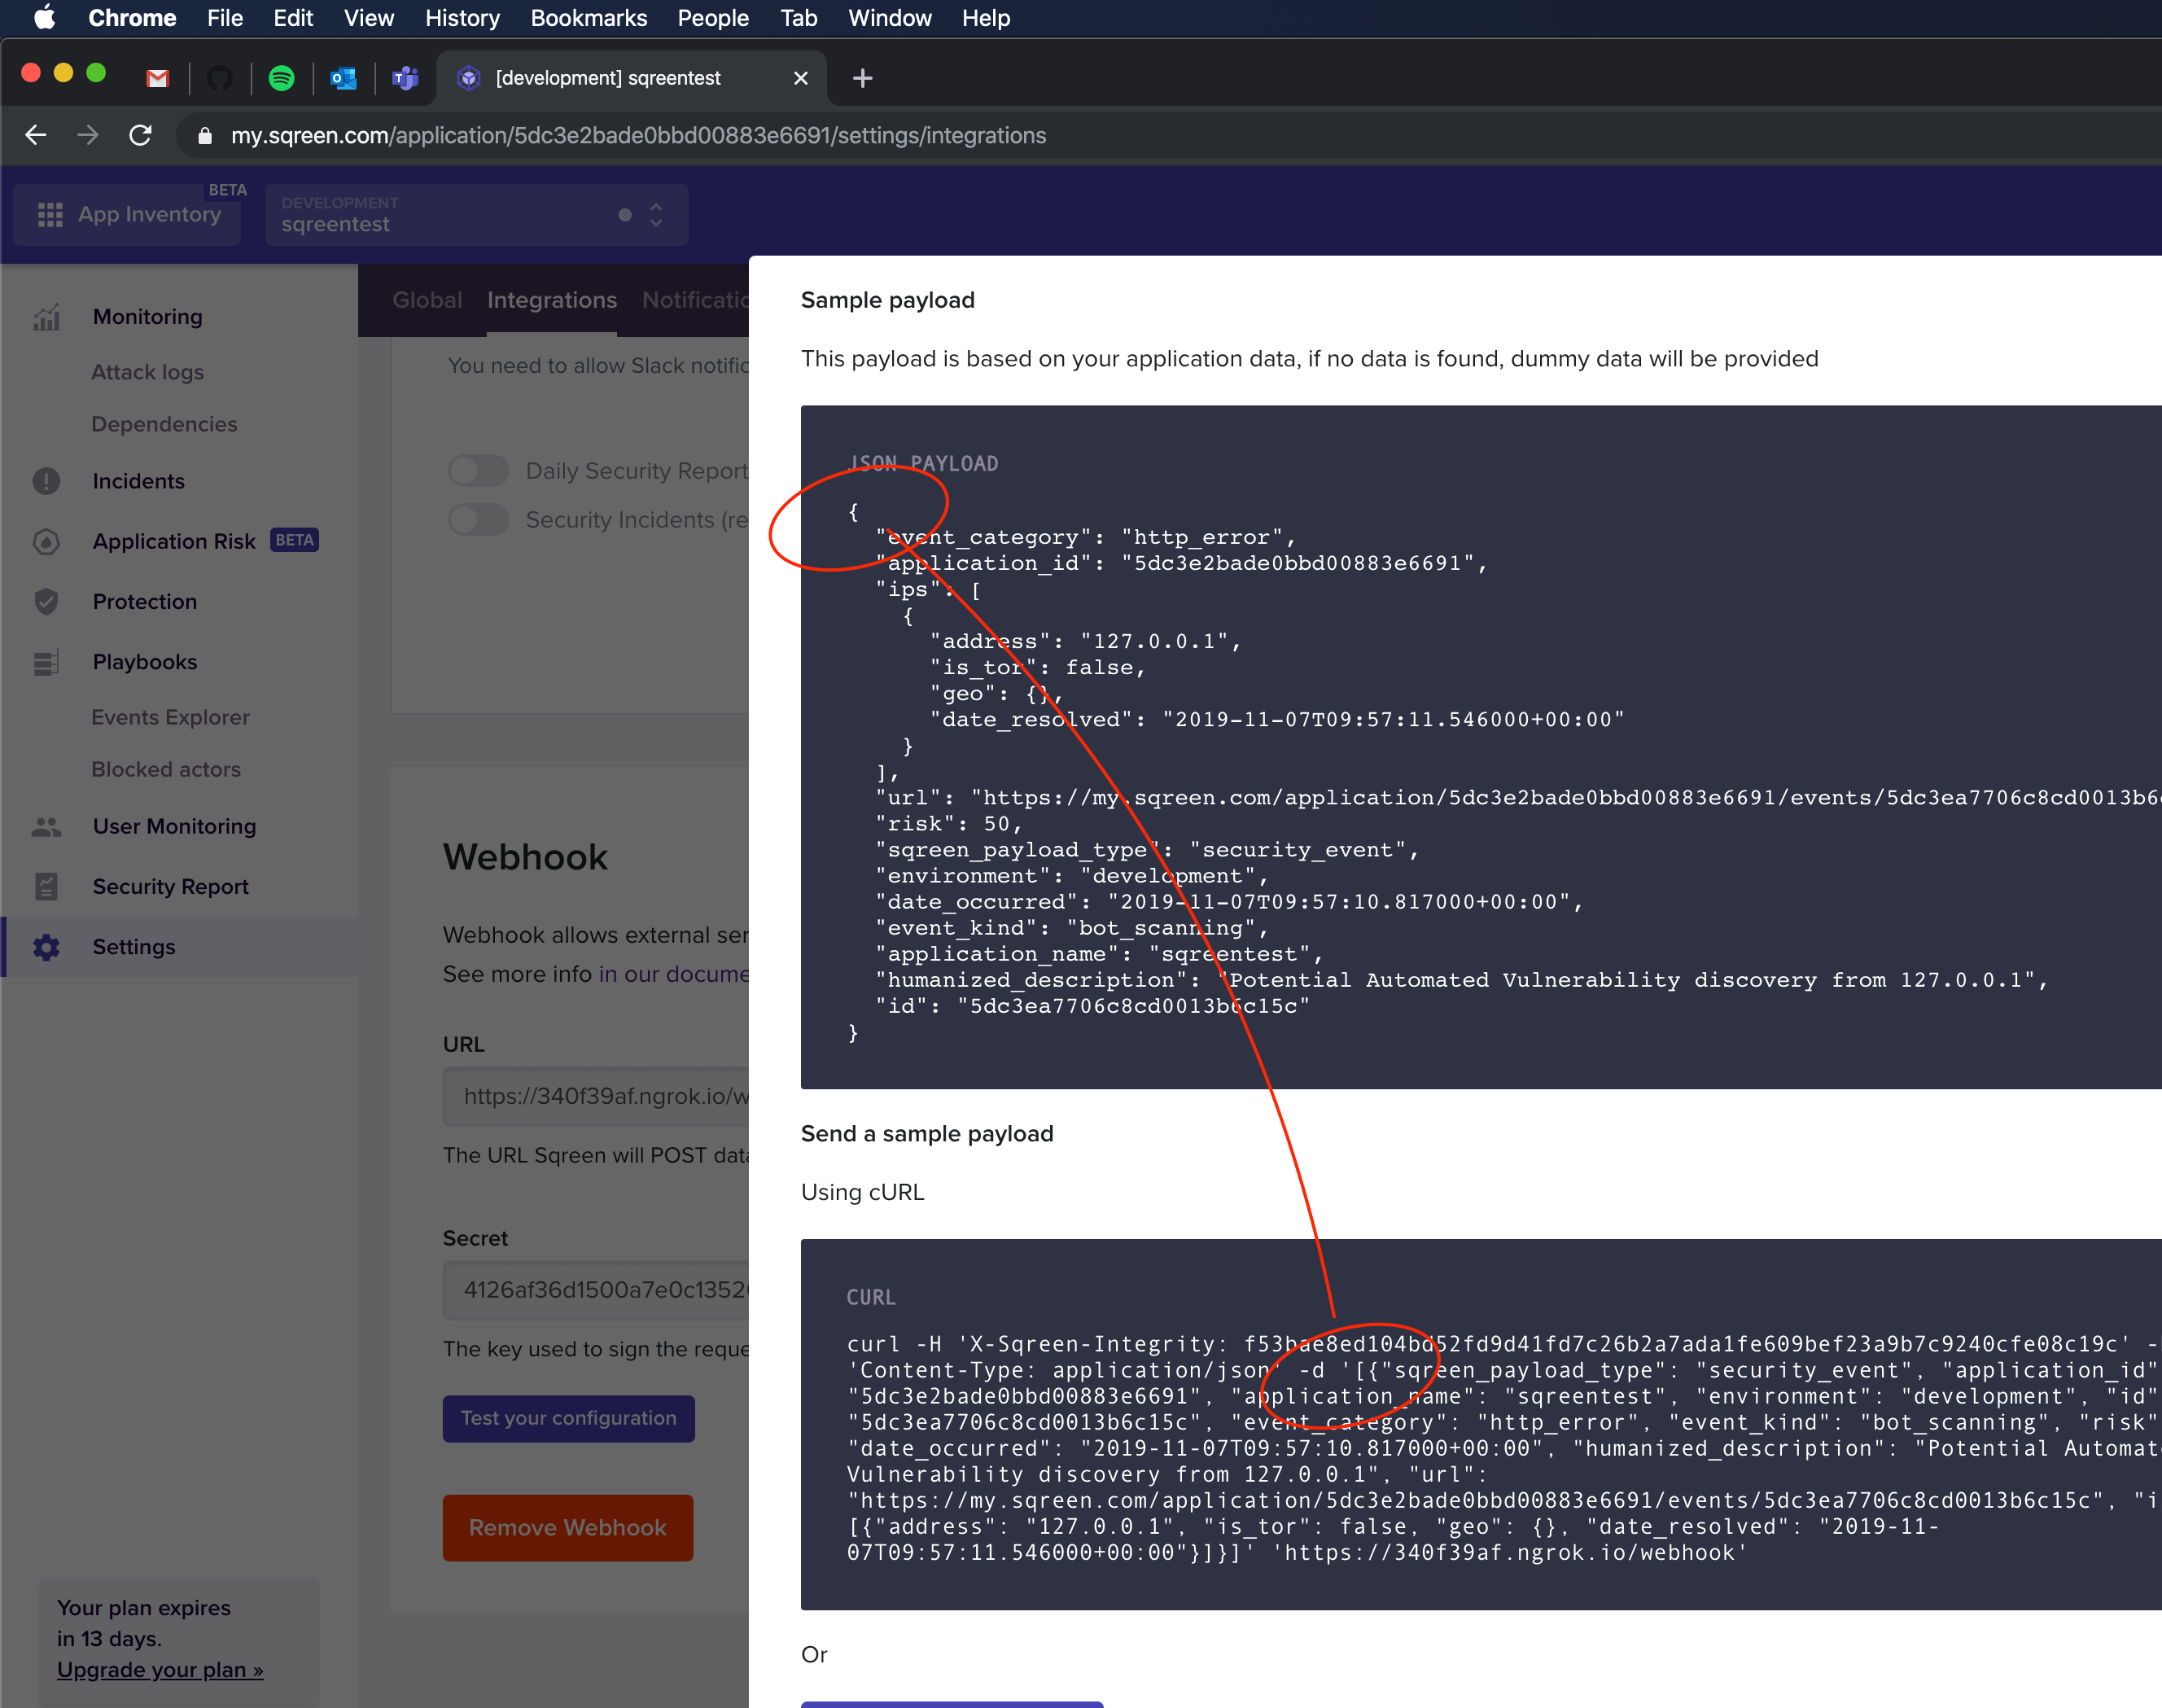 Chrome File Edit View History Bookmarks People Tab Window Help
[development] sqreentest
my.sqreen.com/application/5dc3e2bade0bbd00883e6691/settings/integrations
App Inventory BETA
DEVELOPMENT
sqreentest
Monitoring
Attack logs
Dependencies
Incidents
Application Risk BETA
Protection
Playbooks
Events Explorer
Blocked actors
User Monitoring
Security Report
Settings
Your plan expires
in 13 days.
Upgrade your plan »
Global Integrations Notificatio
You need to allow Slack notific
Daily Security Report
Security Incidents (re
Webhook
Webhook allows external ser
See more info in our docume
URL
https://340f39af.ngrok.io/w
The URL Sqreen will POST data
Secret
4126af36d1500a7e0c1352
The key used to sign the reque
Test your configuration
Remove Webhook
Sample payload
This payload is based on your application data, if no data is found, dummy data will be provided
JSON PAYLOAD
{
"event_category": "http_error",
"application_id": "5dc3e2bade0bbd00883e6691",
"ips": [
{
"address": "127.0.0.1",
"is_tor": false,
"geo": {},
"date_resolved": "2019-11-07T09:57:11.546000+00:00"
}
],
"url": "https://my.sqreen.com/application/5dc3e2bade0bbd00883e6691/events/5dc3ea7706c8cd0013b6
"risk": 50,
"sqreen_payload_type": "security_event",
"environment": "development",
"date_occurred": "2019-11-07T09:57:10.817000+00:00",
"event_kind": "bot_scanning",
"application_name": "sqreentest",
"humanized_description": "Potential Automated Vulnerability discovery from 127.0.0.1",
"id": "5dc3ea7706c8cd0013b6c15c"
}
Send a sample payload
Using cURL
CURL
curl -H 'X-Sqreen-Integrity: f53bae8ed104bd52fd9d41fd7c26b2a7ada1fe609bef23a9b7c9240cfe08c19c' -
'Content-Type: application/json' -d '[{"sqreen_payload_type": "security_event", "application_id"
"5dc3e2bade0bbd00883e6691", "application_name": "sqreentest", "environment": "development", "id"
"5dc3ea7706c8cd0013b6c15c", "event_category": "http_error", "event_kind": "bot_scanning", "risk"
"date_occurred": "2019-11-07T09:57:10.817000+00:00", "humanized_description": "Potential Automat
Vulnerability discovery from 127.0.0.1", "url":
"https://my.sqreen.com/application/5dc3e2bade0bbd00883e6691/events/5dc3ea7706c8cd0013b6c15c", "i
[{"address": "127.0.0.1", "is_tor": false, "geo": {}, "date_resolved": "2019-11-
07T09:57:11.546000+00:00"}]}]' 'https://340f39af.ngrok.io/webhook'
Or